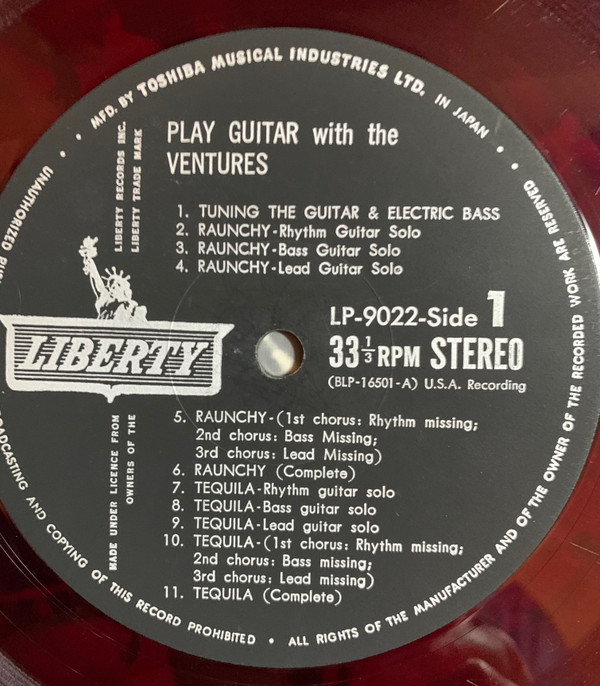 MFD. BY TOSHIBA MUSICAL INDUSTRIES LTD. IN JAPAN
PLAY GUITAR with the
VENTURES
LIBERTY RECORDS INC.
LIBERTY TRADE MARK
1. TUNING THE GUITAR & ELECTRIC BASS
2. RAUNCHY-Rhythm Guitar Solo
3. RAUNCHY-Bass Guitar Solo
4. RAUNCHY-Lead Guitar Solo
LIBERTY
LP-9022-Side 1
33 1/3 RPM STEREO
(BLP-16501-A) U.S.A. Recording
5. RAUNCHY-(1st chorus: Rhythm missing;
2nd chorus: Bass Missing;
3rd chorus: Lead Missing)
6. RAUNCHY (Complete)
7. TEQUILA-Rhythm guitar solo
8. TEQUILA-Bass guitar solo
9. TEQUILA-Lead guitar solo
10. TEQUILA-(1st chorus: Rhythm missing;
2nd chorus: Bass missing;
3rd chorus: Lead missing)
11. TEQUILA (Complete)
MADE UNDER LICENCE FROM
OWNERS OF THE
ALL RIGHTS OF THE MANUFACTURER AND OF THE OWNER OF THE RECORDED WORK ARE RESERVED
UNAUTHORIZED
AND COPYING OF THIS RECORD PROHIBITED